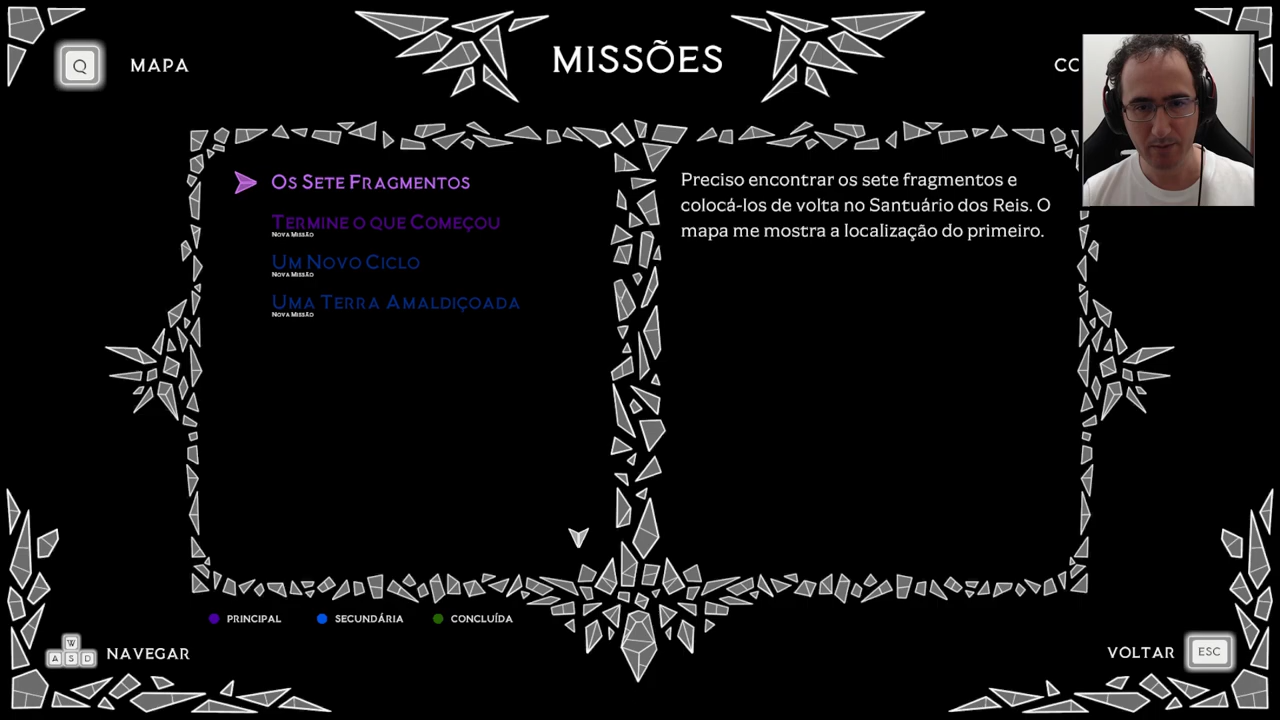 Q MAPA
MISSÕES
CO
OS SETE FRAGMENTOS
TERMINE O QUE COMEÇOU
NOVA MISSÃO
UM NOVO CICLO
NOVA MISSÃO
UMA TERRA AMALDIÇOADA
NOVA MISSÃO
Preciso encontrar os sete fragmentos e
colocá-los de volta no Santuário dos Reis. O
mapa me mostra a localização do primeiro.
PRINCIPAL SECUNDÁRIA CONCLUÍDA
W
A S D NAVEGAR
VOLTAR ESC